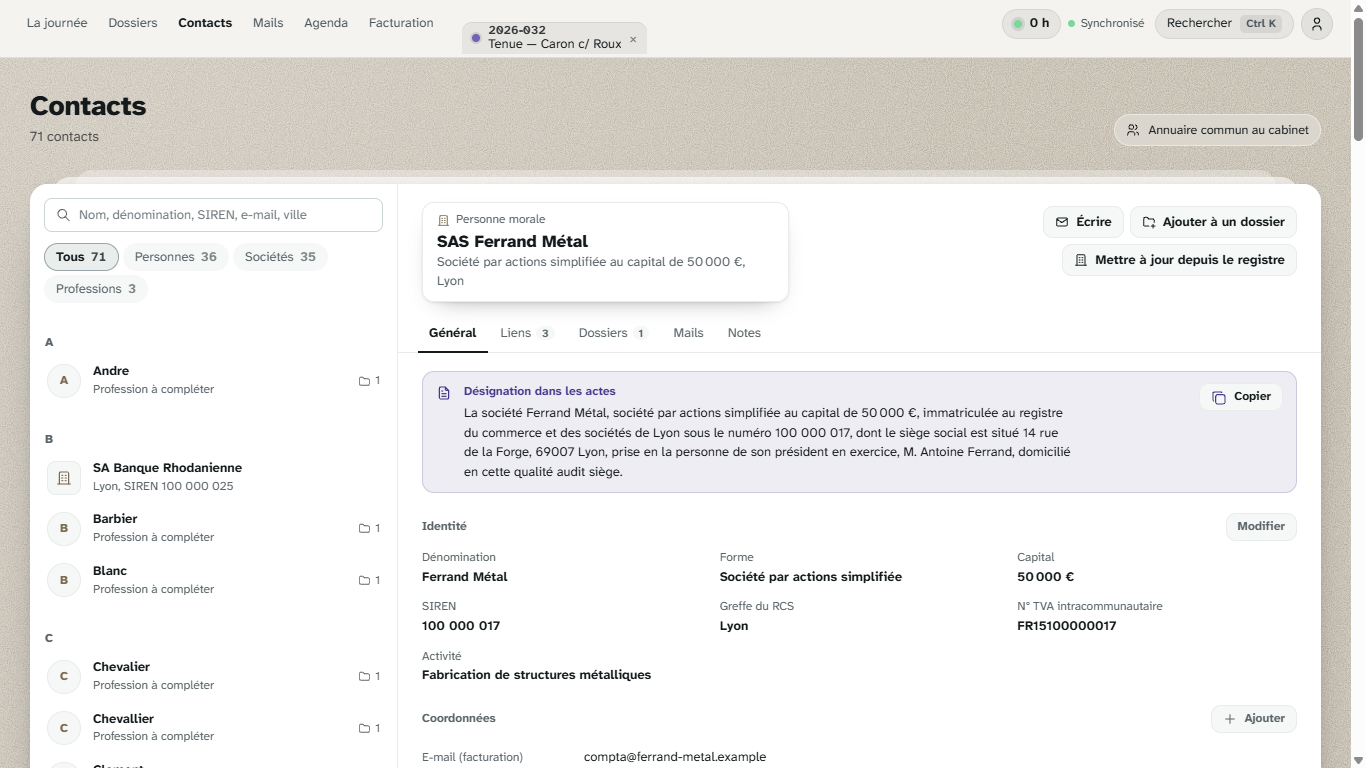 La journée Dossiers Contacts Mails Agenda Facturation
2026-032
Tenue — Caron c/ Roux ×
0 h Synchronisé Rechercher Ctrl K
Contacts
71 contacts
Annuaire commun au cabinet
Nom, dénomination, SIREN, e-mail, ville
Tous 71 Personnes 36 Sociétés 35
Professions 3
A
A Andre 1
Profession à compléter
B
SA Banque Rhodanienne
Lyon, SIREN 100 000 025
B Barbier 1
Profession à compléter
B Blanc 1
Profession à compléter
C
C Chevalier 1
Profession à compléter
C Chevallier 1
Profession à compléter
Personne morale
SAS Ferrand Métal
Société par actions simplifiée au capital de 50 000 €,
Lyon
Écrire Ajouter à un dossier
Mettre à jour depuis le registre
Général Liens 3 Dossiers 1 Mails Notes
Désignation dans les actes
Copier
La société Ferrand Métal, société par actions simplifiée au capital de 50 000 €, immatriculée au registre
du commerce et des sociétés de Lyon sous le numéro 100 000 017, dont le siège social est situé 14 rue
de la Forge, 69007 Lyon, prise en la personne de son président en exercice, M. Antoine Ferrand, domicilié
en cette qualité audit siège.
Identité Modifier
Dénomination Forme Capital
Ferrand Métal Société par actions simplifiée 50 000 €
SIREN Greffe du RCS N° TVA intracommunautaire
100 000 017 Lyon FR15100000017
Activité
Fabrication de structures métalliques
Coordonnées Ajouter
E-mail (facturation) compta@ferrand-metal.example